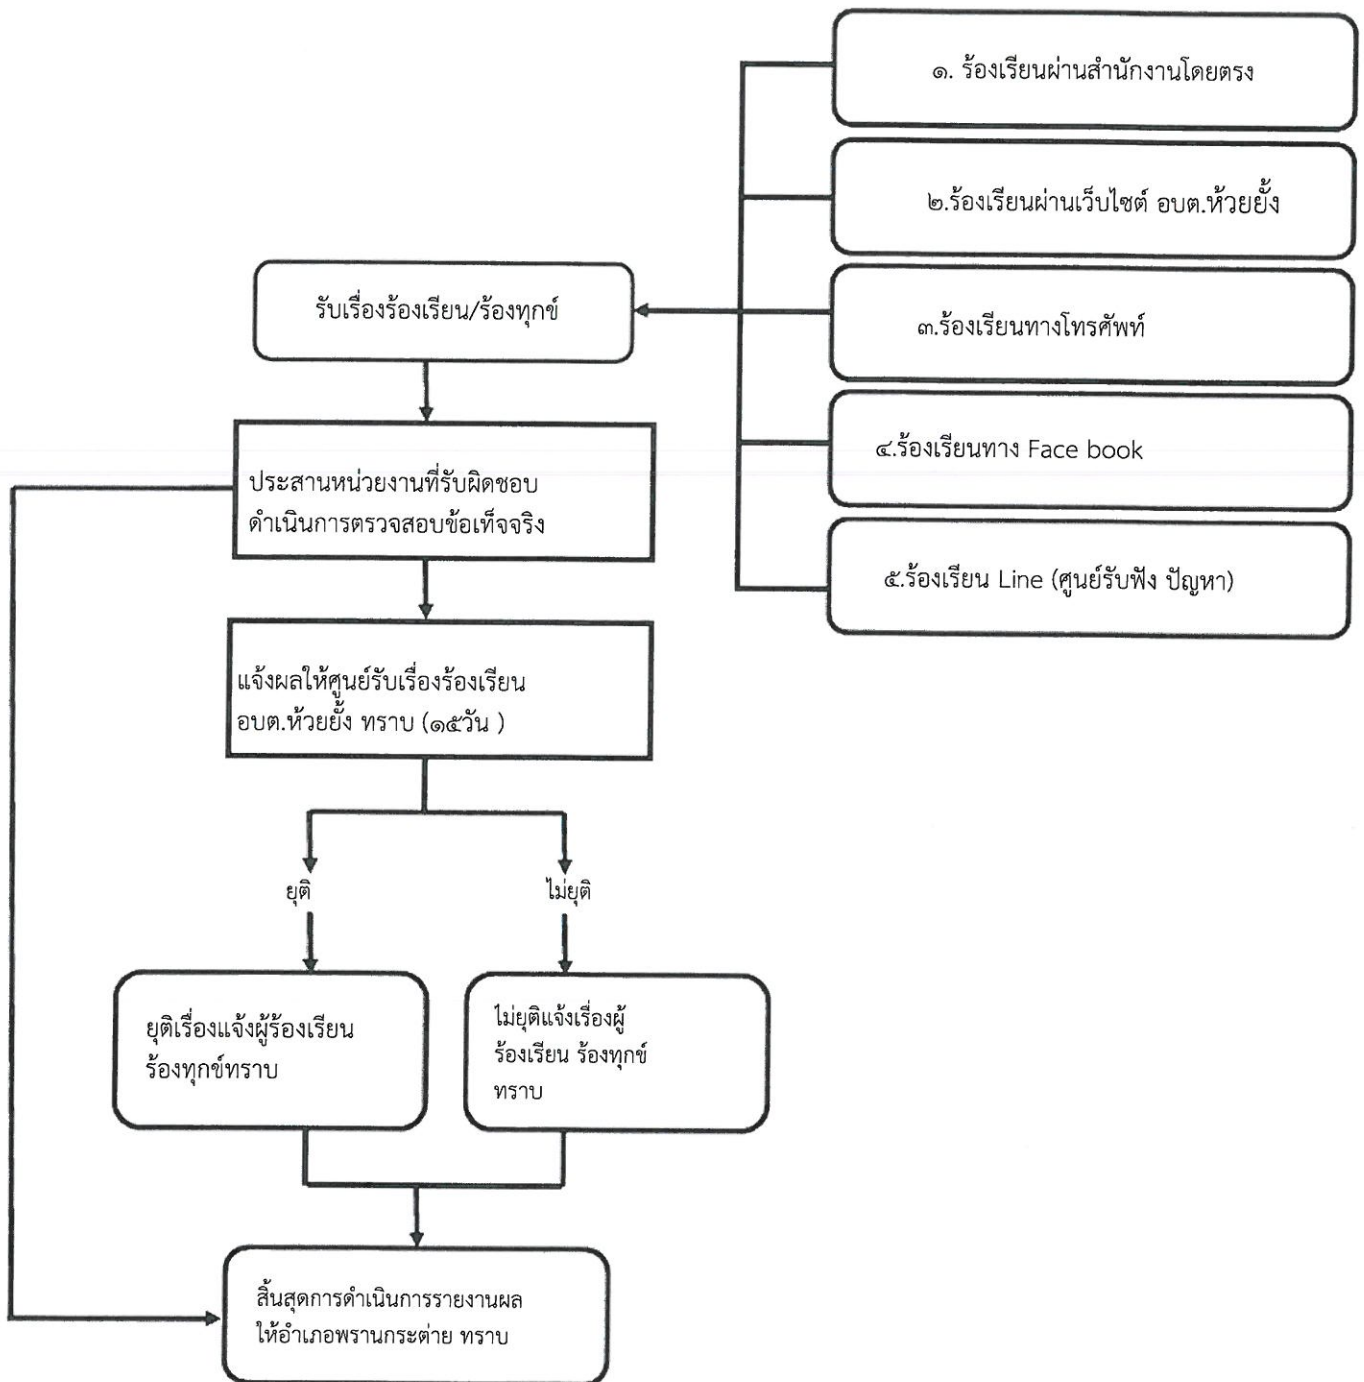 ๑. ร้องเรียนผ่านสำนักงานโดยตรง
๒.ร้องเรียนผ่านเว็บไซต์ อบต.ห้วยยั้ง
รับเรื่องร้องเรียน/ร้องทุกข์
๓.ร้องเรียนทางโทรศัพท์
๔.ร้องเรียนทาง Face book
ประสานหน่วยงานที่รับผิดชอบ
ดำเนินการตรวจสอบข้อเท็จจริง
๕.ร้องเรียน Line (ศูนย์รับฟัง ปัญหา)
แจ้งผลให้ศูนย์รับเรื่องร้องเรียน
อบต.ห้วยยั้ง ทราบ (๑๕วัน )
ยุติ
ไม่ยุติ
ยุติเรื่องแจ้งผู้ร้องเรียน
ร้องทุกข์ทราบ
ไม่ยุติแจ้งเรื่องผู้
ร้องเรียน ร้องทุกข์
ทราบ
สิ้นสุดการดำเนินการรายงานผล
ให้อำเภอพรานกระต่าย ทราบ